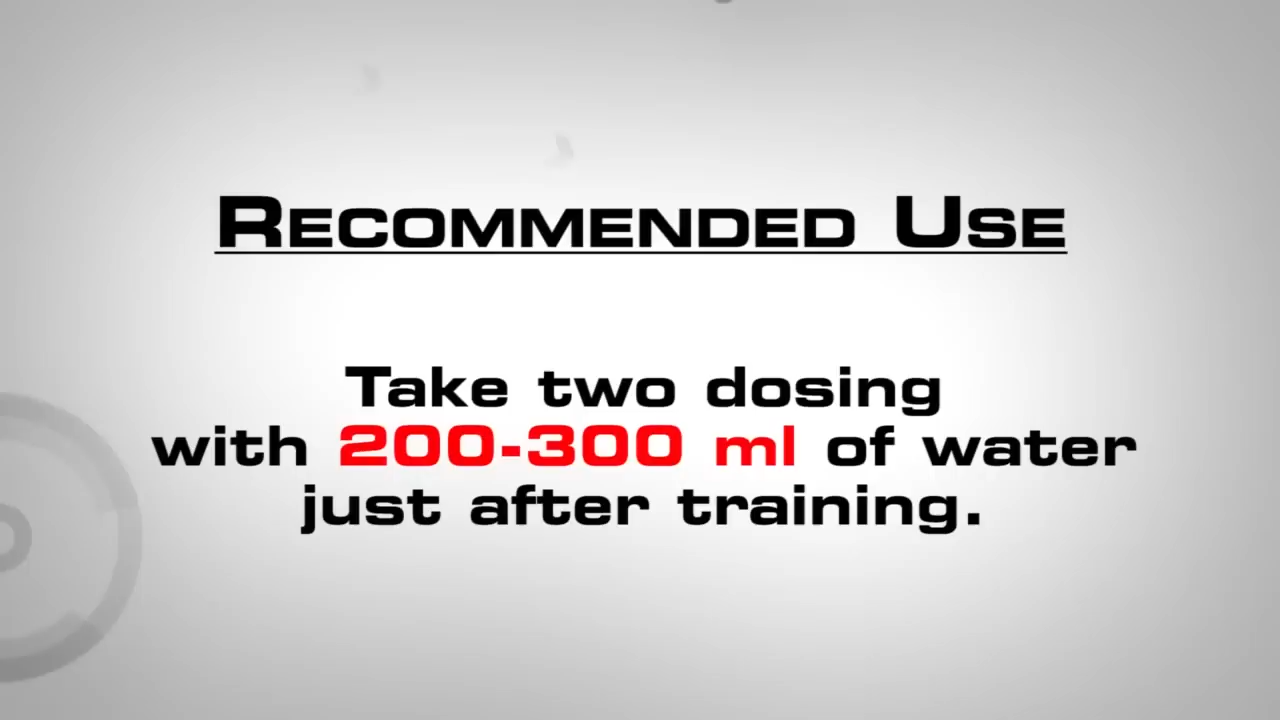 Recommended Use
Take two dosing
with 200-300 ml of water
just after training.